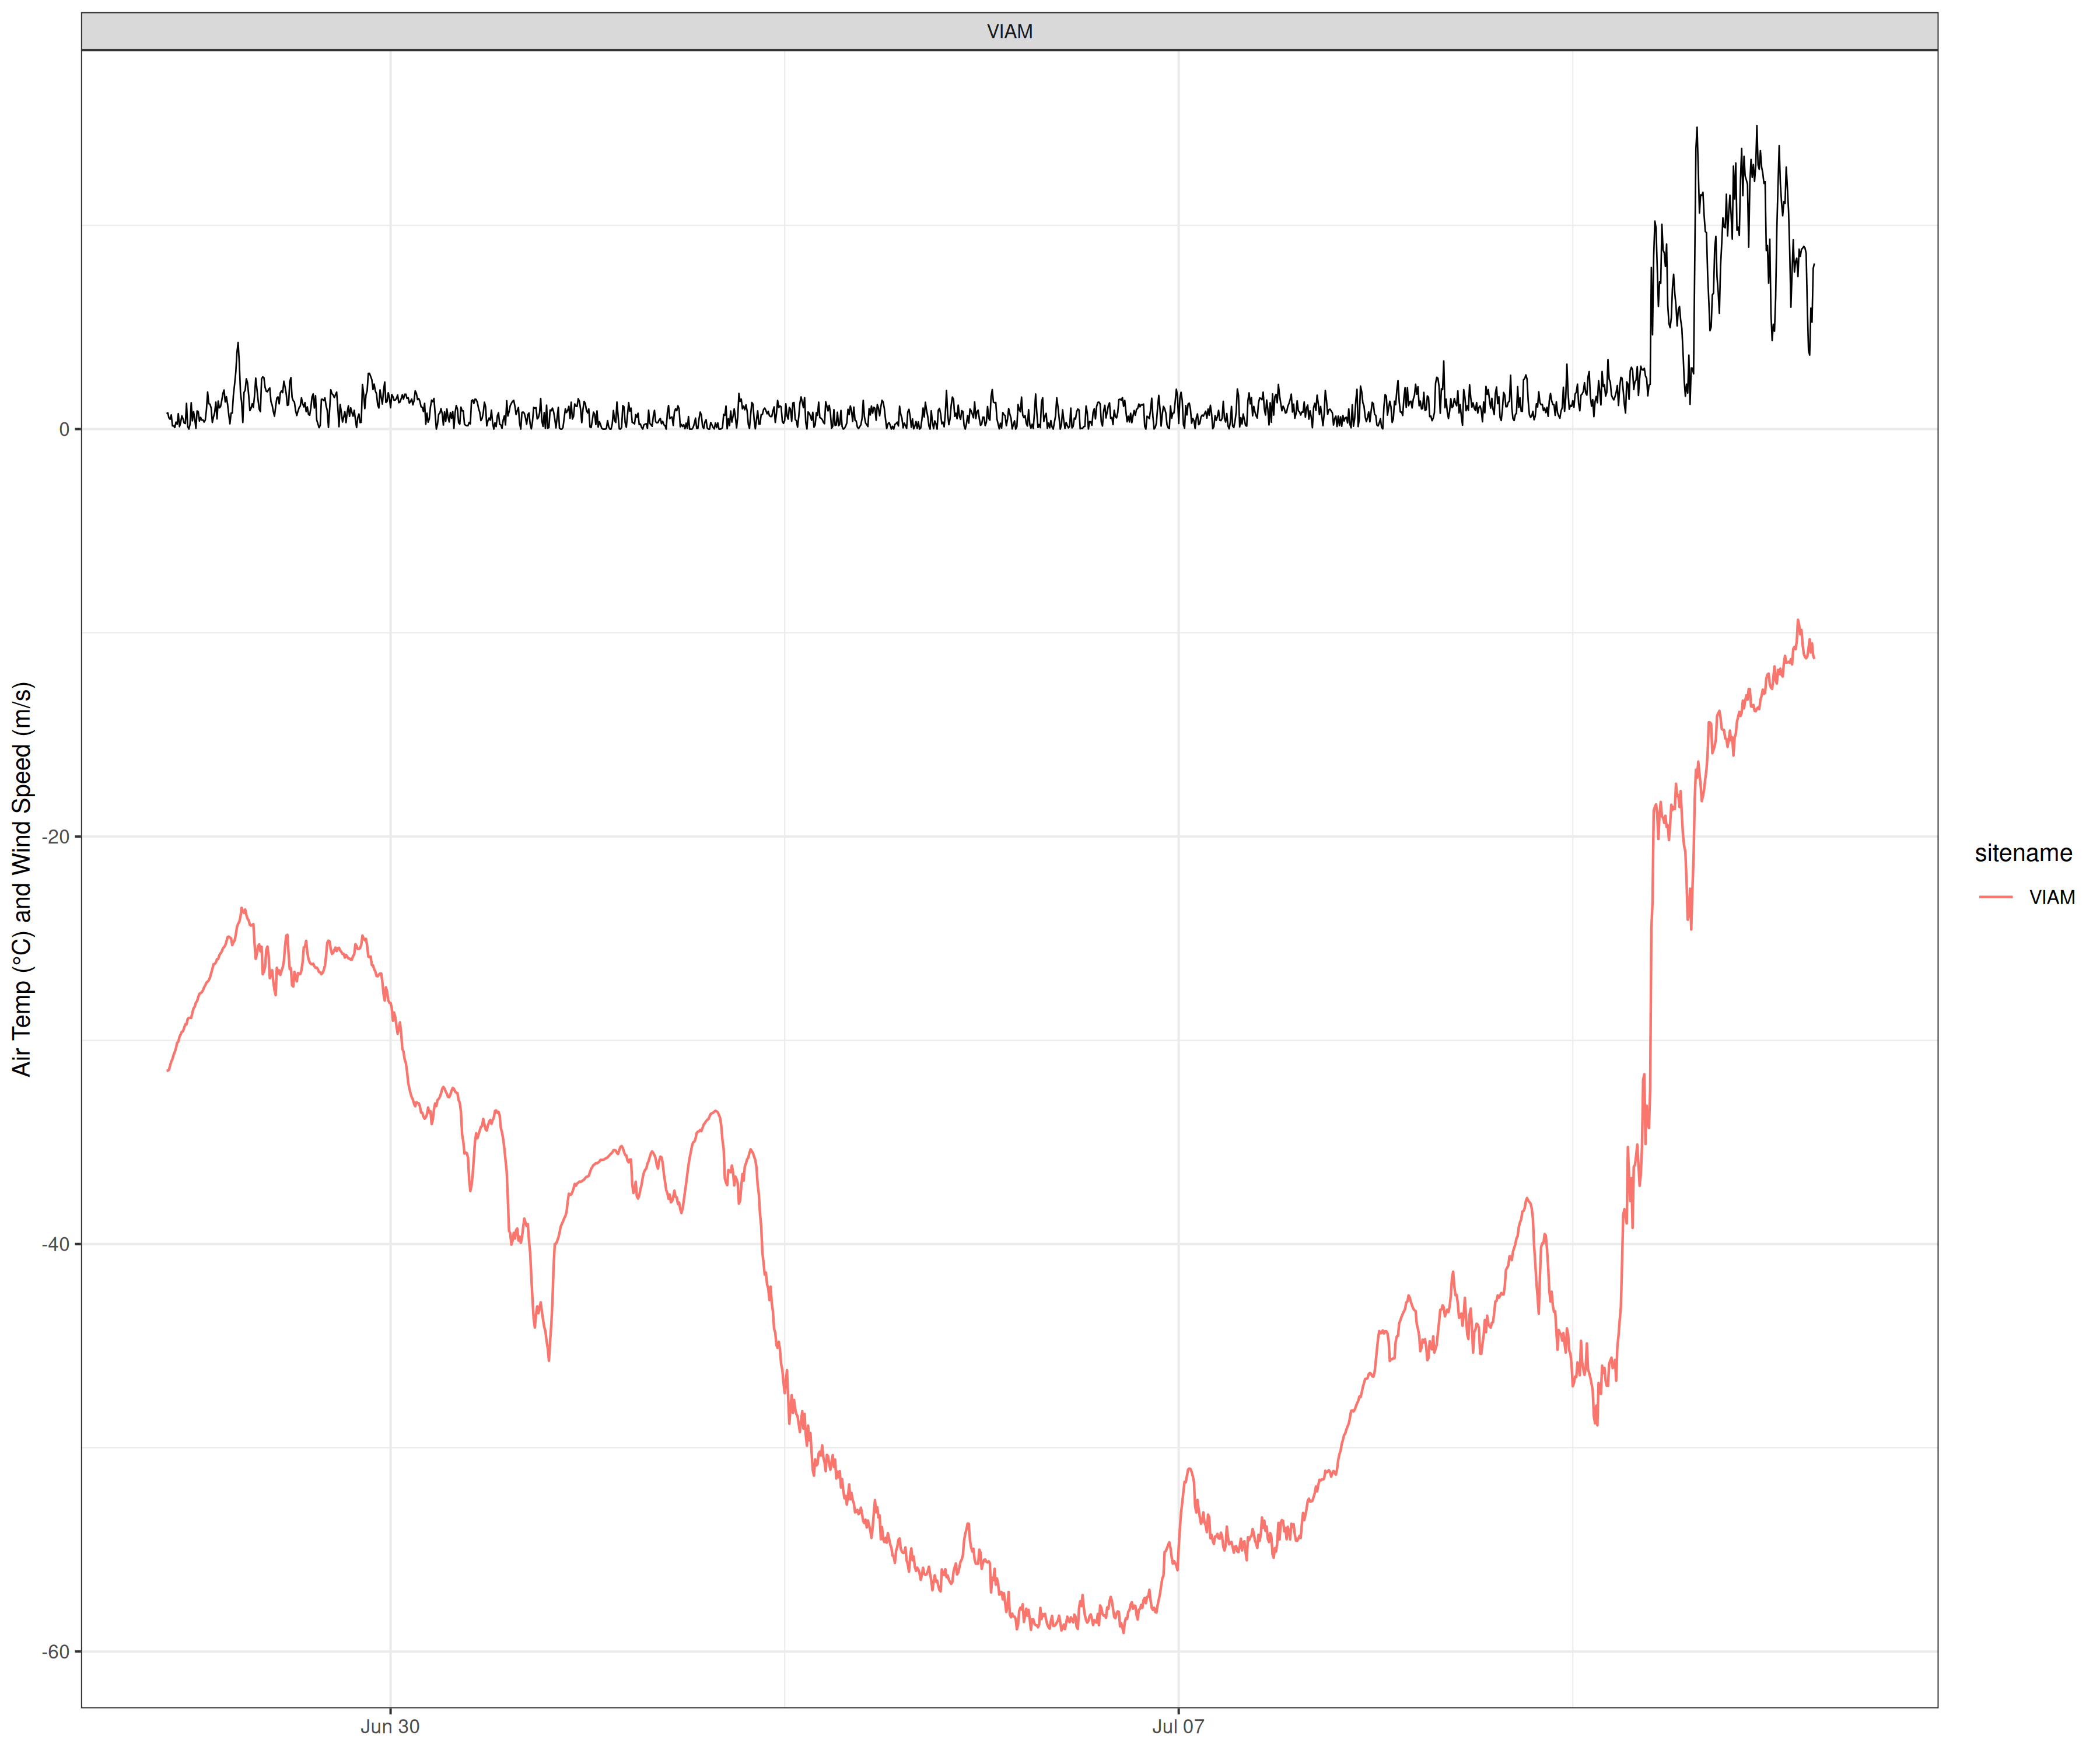 VIAM
Air Temp (°C) and Wind Speed (m/s)
0
-20
-40
-60
Jun 30
Jul 07
sitename
VIAM